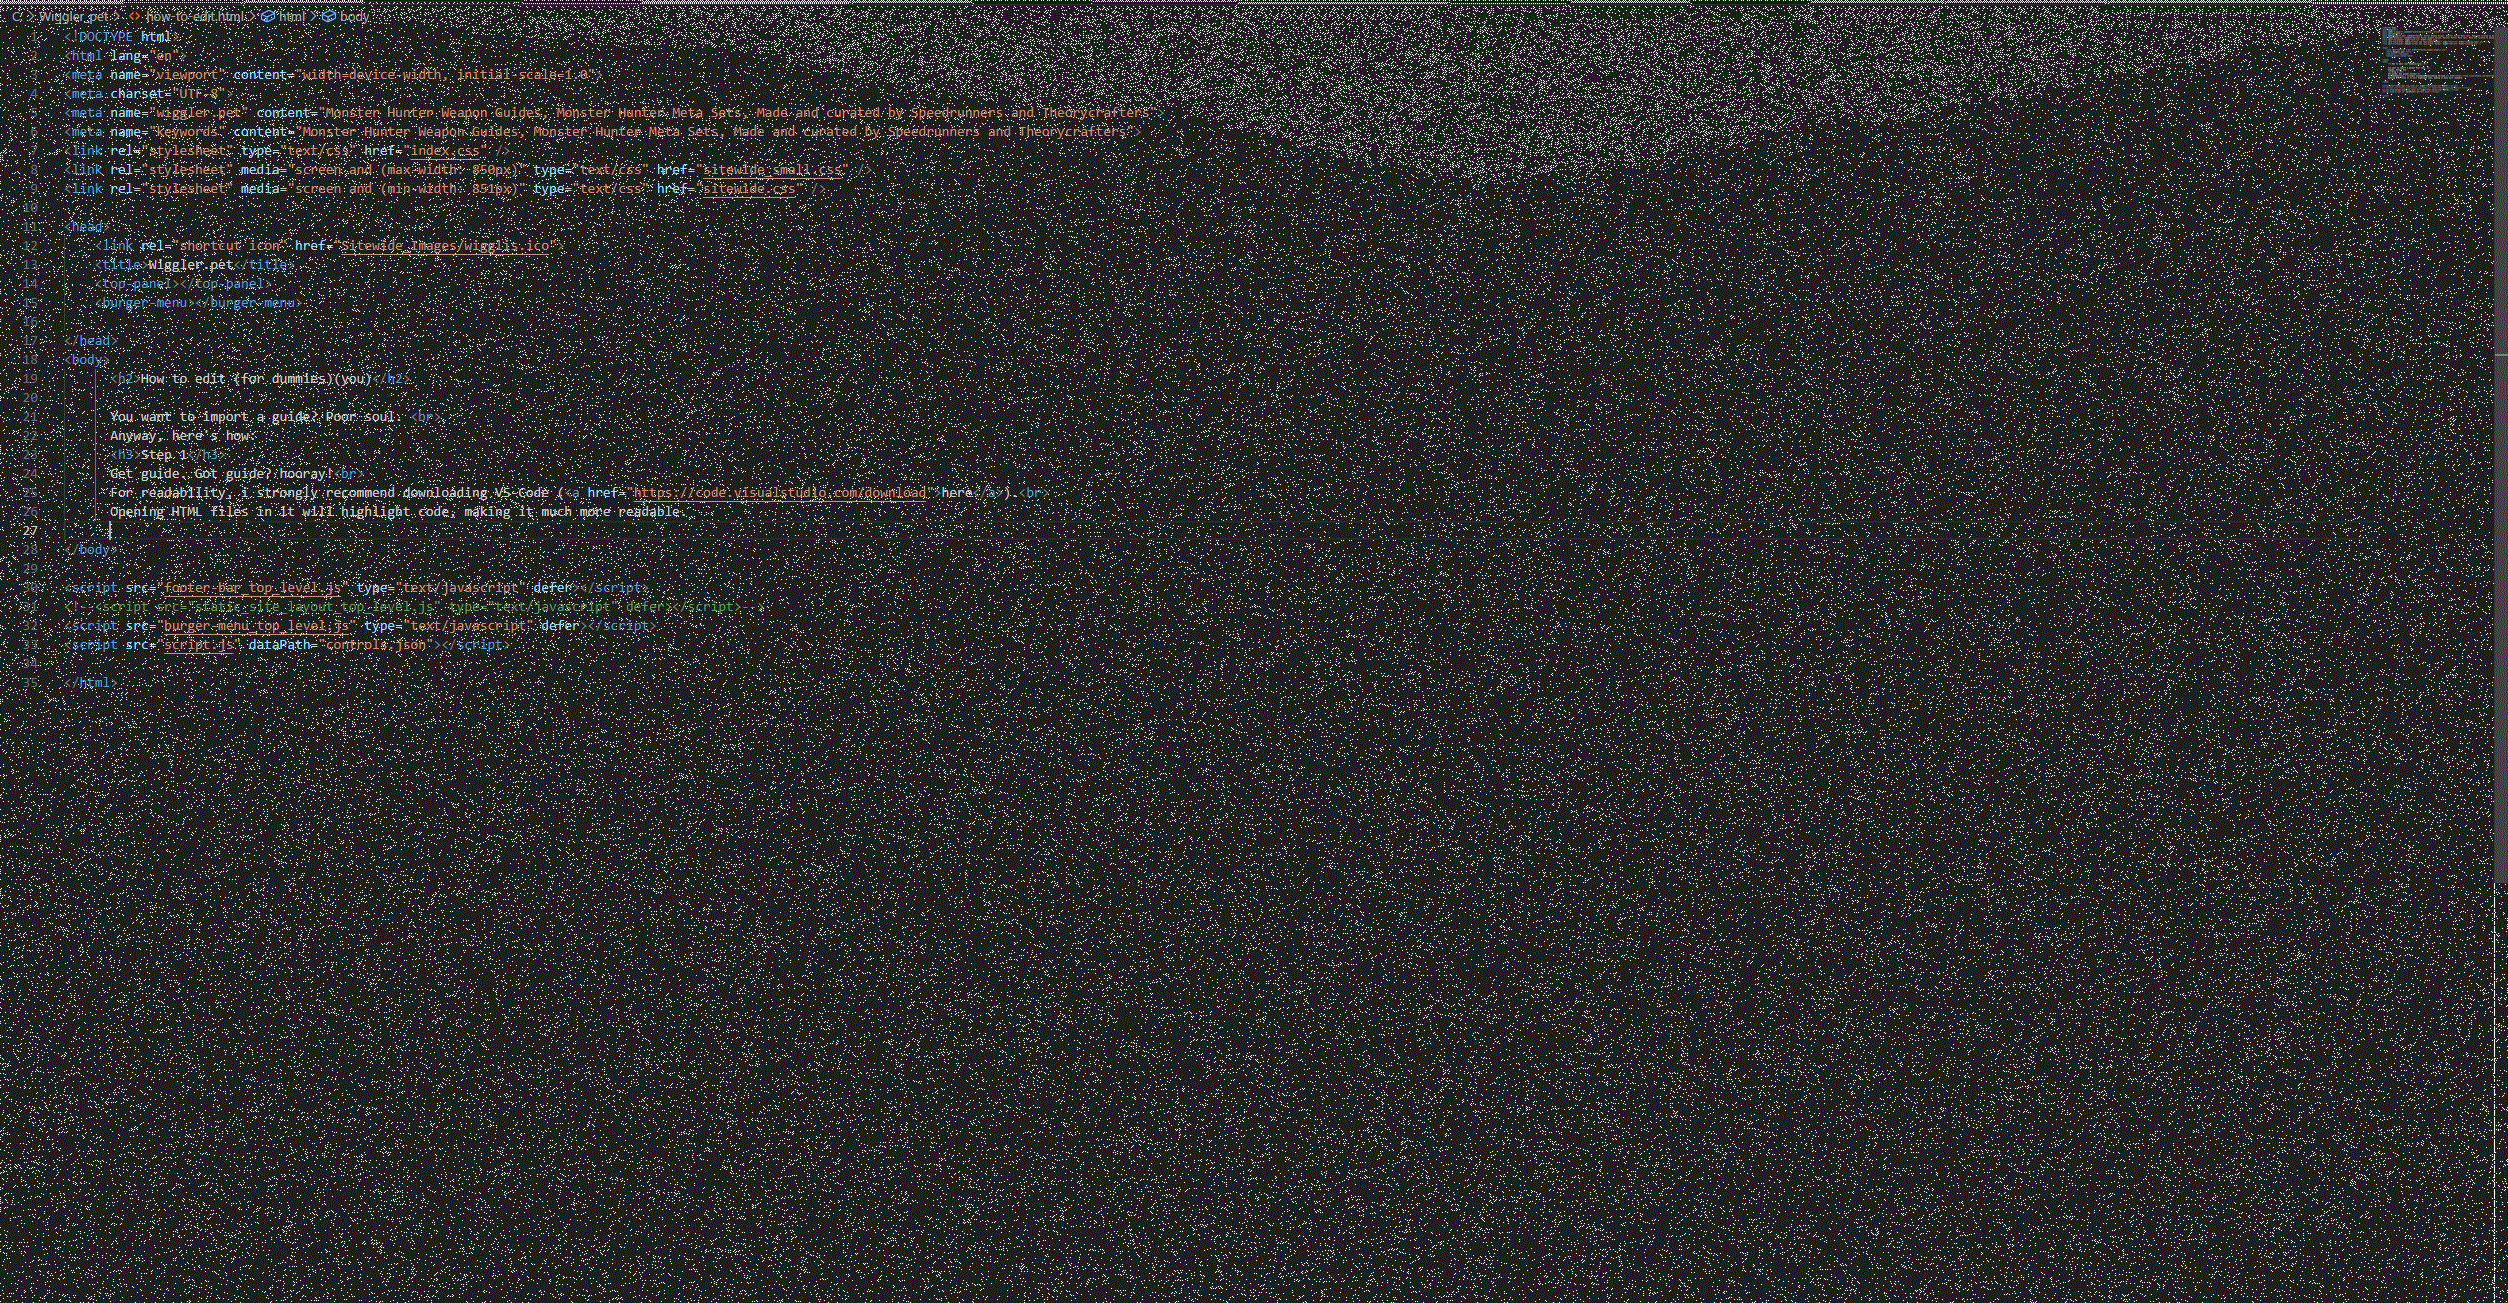 C: > Wiggler.pet > how-to-edit.html > html > body
1 <!DOCTYPE html>
2 <html lang="en">
3 <meta name="viewport" content="width=device-width, initial-scale=1.0">
4 <meta charset="UTF-8">
5 <meta name="wiggler.pet" content="Monster Hunter Weapon Guides, Monster Hunter Meta Sets, Made and curated by Speedrunners and Theorycrafters">
6 <meta name="keywords" content="Monster Hunter Weapon Guides, Monster Hunter Meta Sets, Made and curated by Speedrunners and Theorycrafters">
7 <link rel="stylesheet" type="text/css" href="index.css" />
8 <link rel="stylesheet" media="screen and (max-width: 850px)" type="text/css" href="sitewide_small.css" />
9 <link rel="stylesheet" media="screen and (min-width: 851px)" type="text/css" href="sitewide.css" />
10
11 <head>
12 <link rel="shortcut icon" href="Sitewide_Images/wigglis.ico">
13 <title>Wiggler.pet</title>
14 <top-panel></top-panel>
15 <burger-menu></burger-menu>
16
17 </head>
18 <body>
19 <h2>How to edit (for dummies)(you)</h2>
20
21 You want to import a guide? Poor soul. <br>
22 Anyway, here's how:
23 <h3>Step 1</h3>
24 Get guide. Got guide? hooray!<br>
25 For readability, i strongly recommend downloading VS Code (<a href="https://code.visualstudio.com/download">here</a>).<br>
26 Opening HTML files in it will highlight code, making it much more readable.
27
28 </body>
29
30 <script src="footer-bar_top_level.js" type="text/javascript" defer></script>
31 <!-- <script src="static_site_layout_top_level.js" type="text/javascript" defer></script> -->
32 <script src="burger-menu_top_level.js" type="text/javascript" defer></script>
33 <script src="script.js" dataPath="controls.json"></script>
34
35 </html>